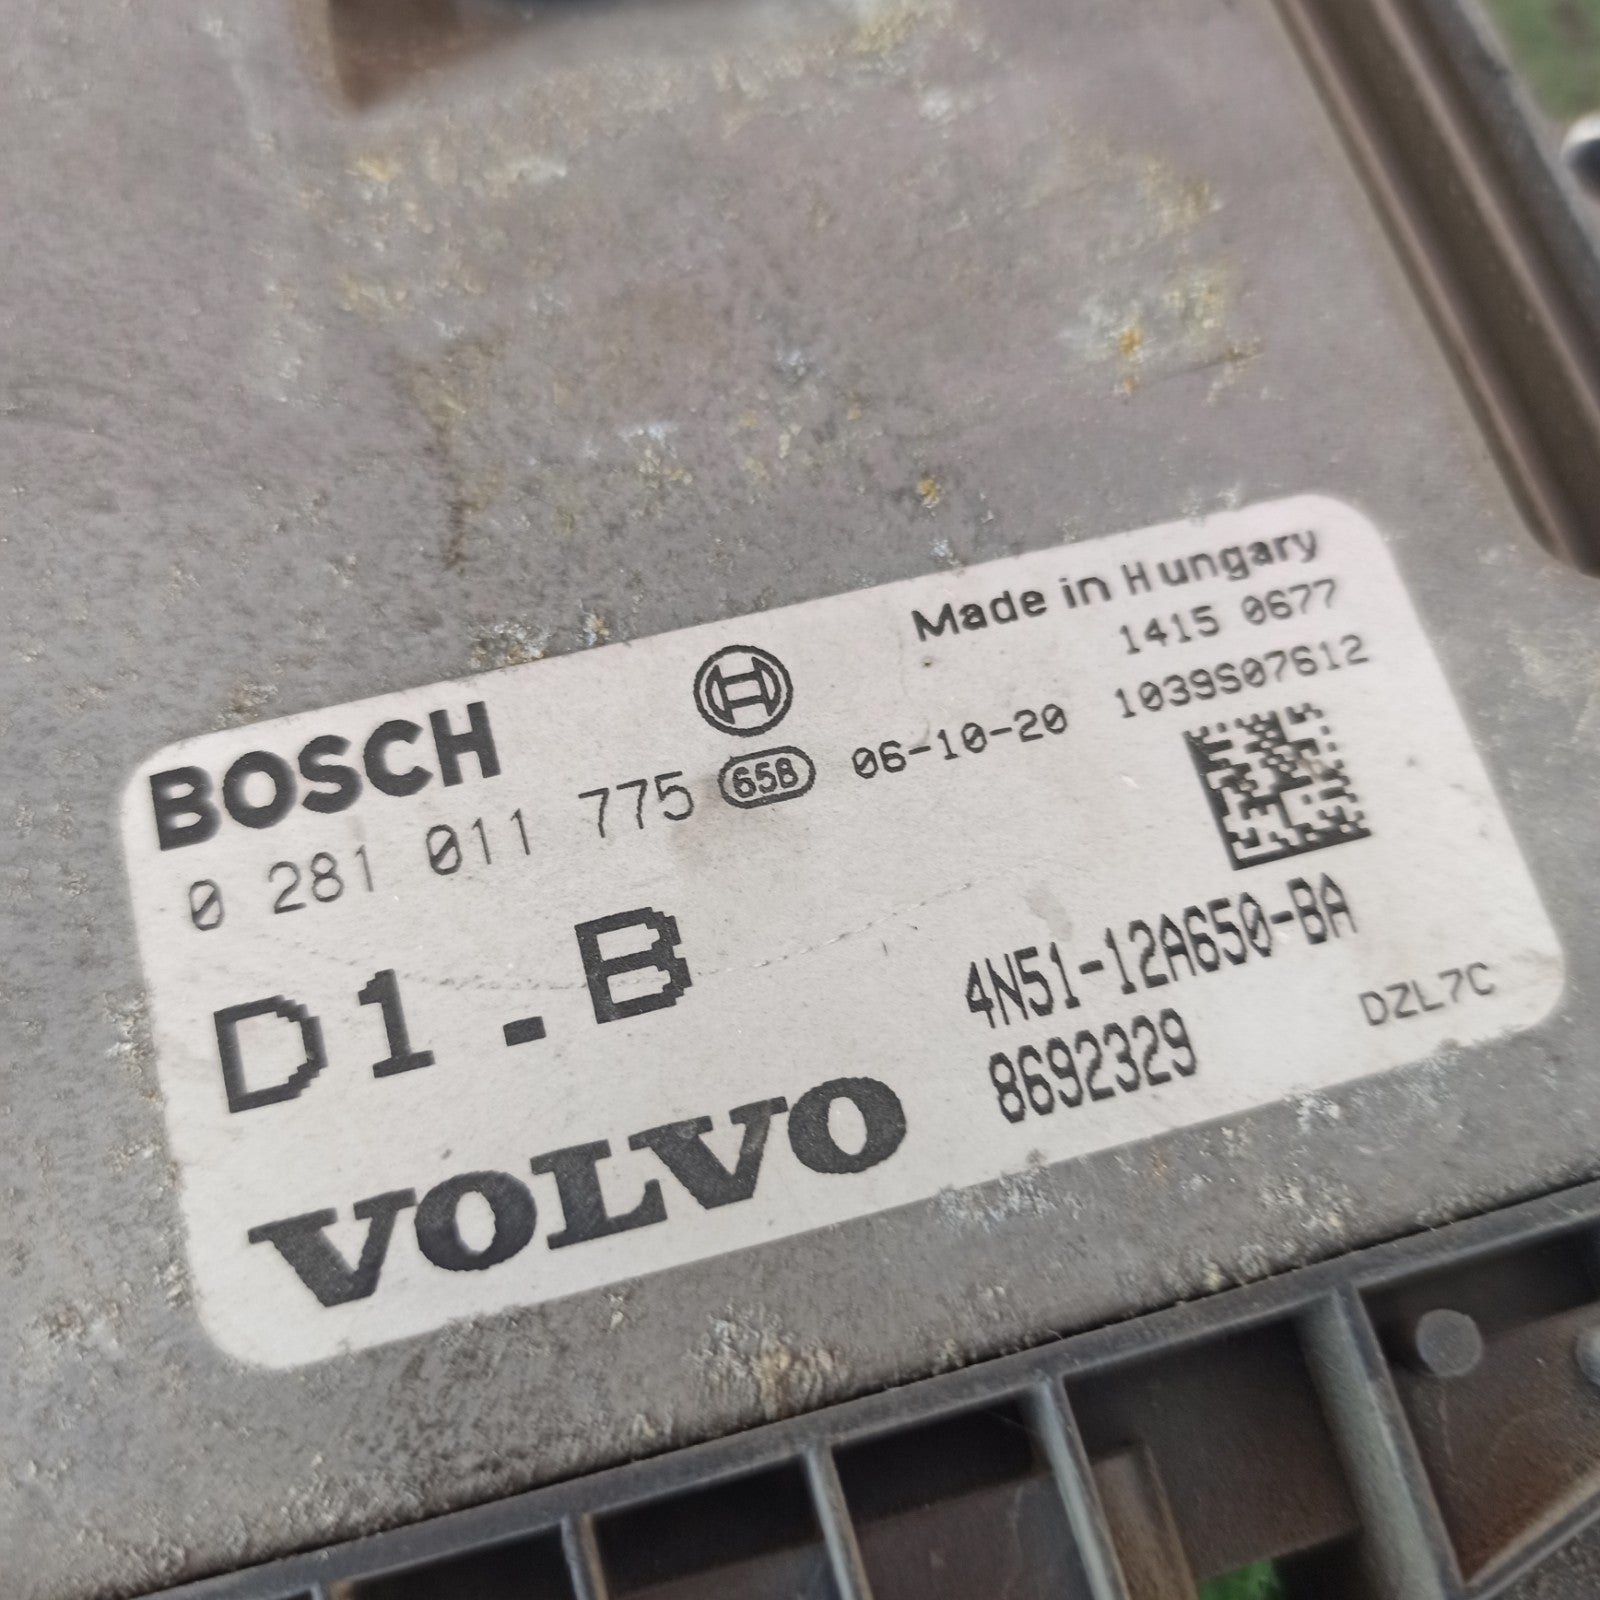 Made in Hungary
1415 0677
BOSCH
06-10-20 1039S07612
0 281 011 775 65B
D1.B
4N51-12A650-BA
8692329
DZL7C
VOLVO